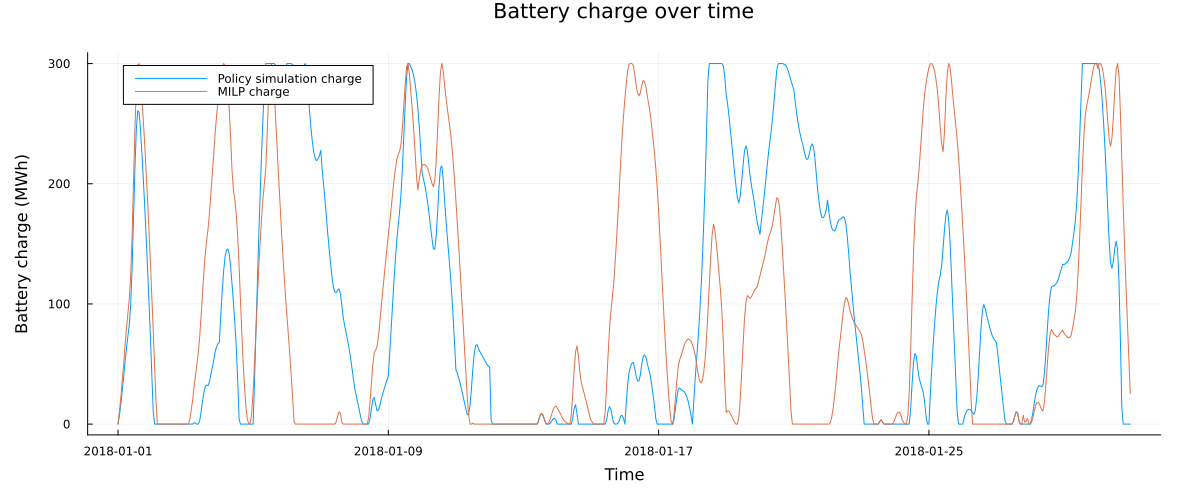 Battery charge over time
300
200
100
0
Battery charge (MWh)
Policy simulation charge
MILP charge
2018-01-01
2018-01-09
2018-01-17
2018-01-25
Time